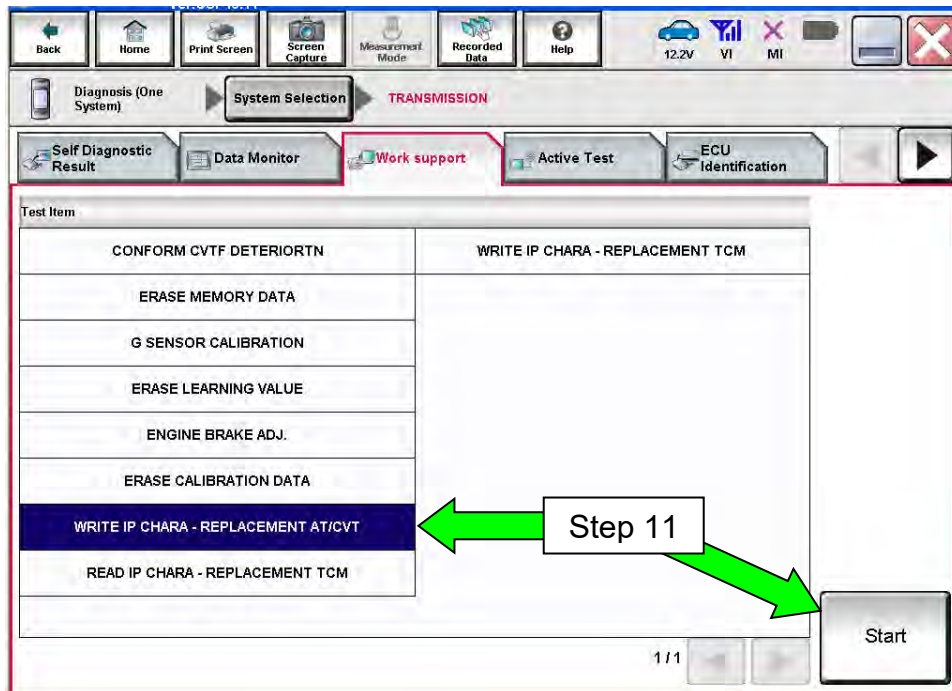 Back
Home
Print Screen
Screen
Capture
Measurement
Mode
Recorded
Data
Help
12.2V
VI
MI
Diagnosis (One
System)
System Selection
TRANSMISSION
Self Diagnostic
Result
Data Monitor
Work support
Active Test
ECU
Identification
Test Item
CONFORM CVTF DETERIORTN
WRITE IP CHARA - REPLACEMENT TCM
ERASE MEMORY DATA
G SENSOR CALIBRATION
ERASE LEARNING VALUE
ENGINE BRAKE ADJ.
ERASE CALIBRATION DATA
WRITE IP CHARA - REPLACEMENT AT/CVT
Step 11
READ IP CHARA - REPLACEMENT TCM
Start
1/1